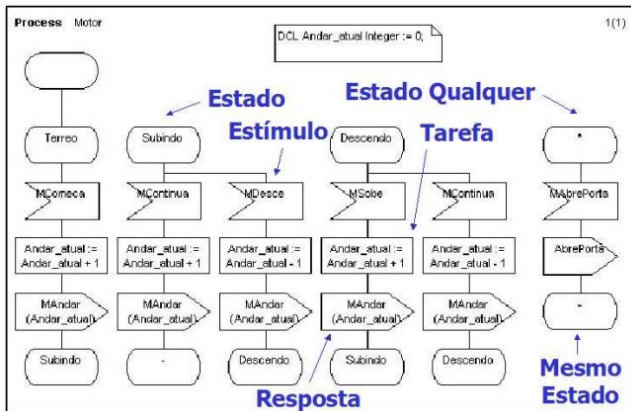 Process Motor
1(1)
DCL Andar_atual Integer := 0;
Estado
Estado Qualquer
Terreo
Subindo
Estímulo
Descendo
Tarefa
*
MComeca
MContinua
MDesce
MSobe
MContinua
MAbrePorta
Andar_atual :=
Andar_atual + 1
Andar_atual :=
Andar_atual + 1
Andar_atual :=
Andar_atual - 1
Andar_atual :=
Andar_atual + 1
Andar_atual :=
Andar_atual - 1
AbrePorta
MAndar
(Andar_atual)
MAndar
(Andar_atual)
MAndar
(Andar_atual)
MAndar
(Andar_atual)
MAndar
(Andar_atual)
-
Subindo
-
Descendo
Subindo
Descendo
Resposta
Mesmo
Estado